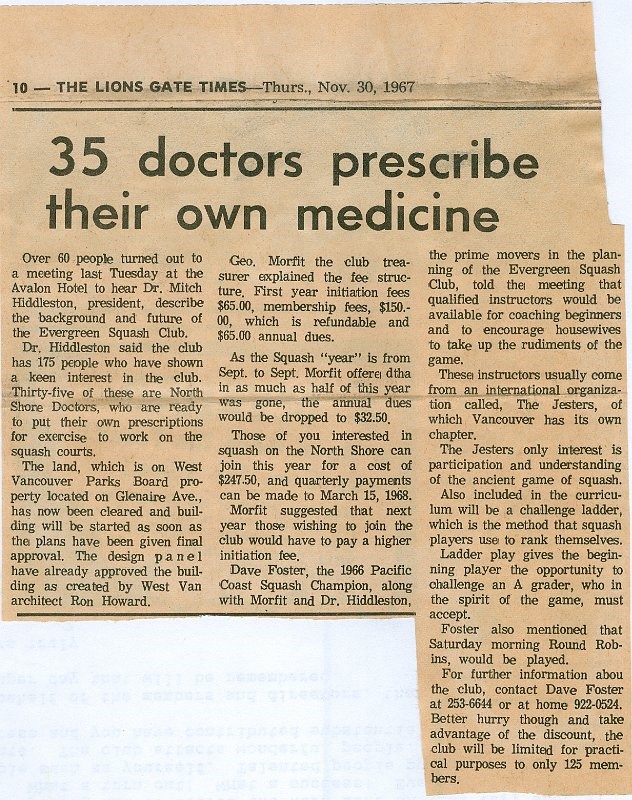 10 — THE LIONS GATE TIMES—Thurs., Nov. 30, 1967
35 doctors prescribe
their own medicine
Over 60 people turned out to
a meeting last Tuesday at the
Avalon Hotel to hear Dr. Mitch
Hiddleston, president, describe
the background and future of
the Evergreen Squash Club.
Dr. Hiddleston said the club
has 175 people who have shown
a keen interest in the club.
Thirty-five of these are North
Shore Doctors, who are ready
to put their own prescriptions
for exercise to work on the
squash courts.
The land, which is on West
Vancouver Parks Board pro-
perty located on Glenaire Ave.,
has now been cleared and buil-
ding will be started as soon as
the plans have been given final
approval. The design panel
have already approved the buil-
ding as created by West Van
architect Ron Howard.
Geo. Morfit the club trea-
surer explained the fee struc-
ture. First year initiation fees
$65.00, membership fees, $150.-
00, which is refundable and
$65.00 annual dues.
As the Squash "year" is from
Sept. to Sept. Morfit offere dtha
in as much as half of this year
was gone, the annual dues
would be dropped to $32.50.
Those of you interested in
squash on the North Shore can
join this year for a cost of
$247.50, and quarterly payments
can be made to March 15, 1968.
Morfit suggested that next
year those wishing to join the
club would have to pay a higher
initiation fee.
Dave Foster, the 1966 Pacific
Coast Squash Champion, along
with Morfit and Dr. Hiddleston,
the prime movers in the plan-
ning of the Evergreen Squash
Club, told the meeting that
qualified instructors would be
available for coaching beginners
and to encourage housewives
to take up the rudiments of the
game.
These instructors usually come
from an international organiza-
tion called, The Jesters, of
which Vancouver has its own
chapter.
The Jesters only interest is
participation and understanding
of the ancient game of squash.
Also included in the curricu-
lum will be a challenge ladder,
which is the method that squash
players use to rank themselves.
Ladder play gives the begin-
ning player the opportunity to
challenge an A grader, who in
the spirit of the game, must
accept.
Foster also mentioned that
Saturday morning Round Rob-
ins, would be played.
For further information abou
the club, contact Dave Foster
at 253-6644 or at home 922-0524.
Better hurry though and take
advantage of the discount, the
club will be limited for practi-
cal purposes to only 125 mem-
bers.